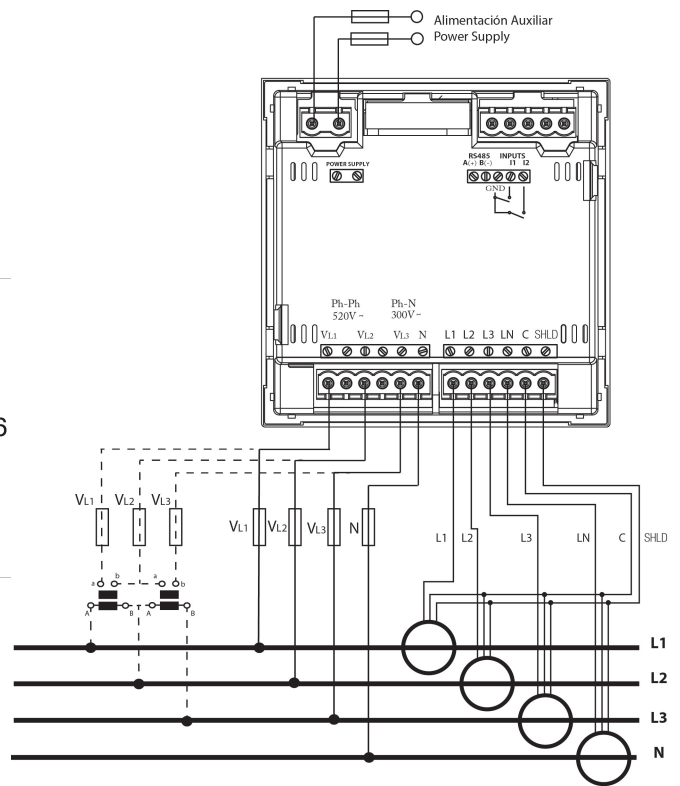 Alimentación Auxiliar
Power Supply
POWER SUPPLY
RS485 INPUTS
A(+) B(-) I1 I2
GND
Ph-Ph Ph-N
520V ~ 300V ~
VL1 VL2 VL3 N L1 L2 L3 LN C SHLD
6
VL1 VL2 VL3
VL1 VL2 VL3 N L1 L2 L3 LN C SHLD
a b a b
A B A B
L1
L2
L3
N